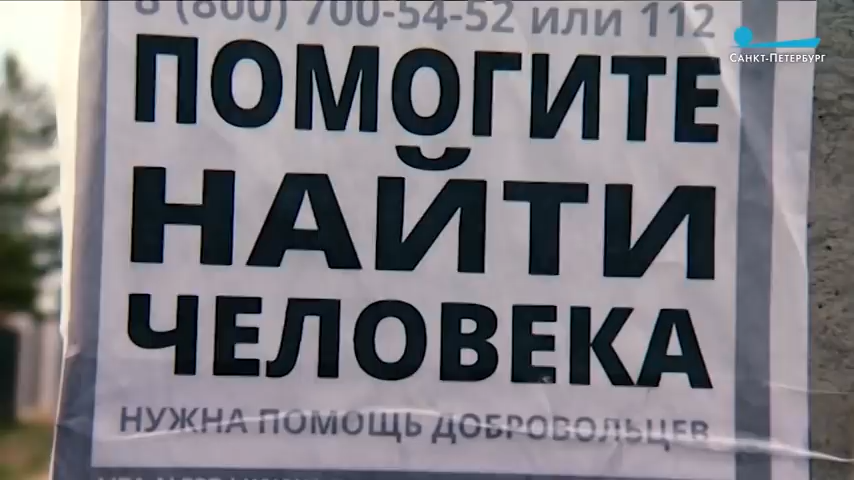 8 (800) 700-54-52 или 112
САНКТ-ПЕТЕРБУРГ
ПОМОГИТЕ
НАЙТИ
ЧЕЛОВЕКА
НУЖНА ПОМОЩЬ ДОБРОВОЛЬЦЕВ